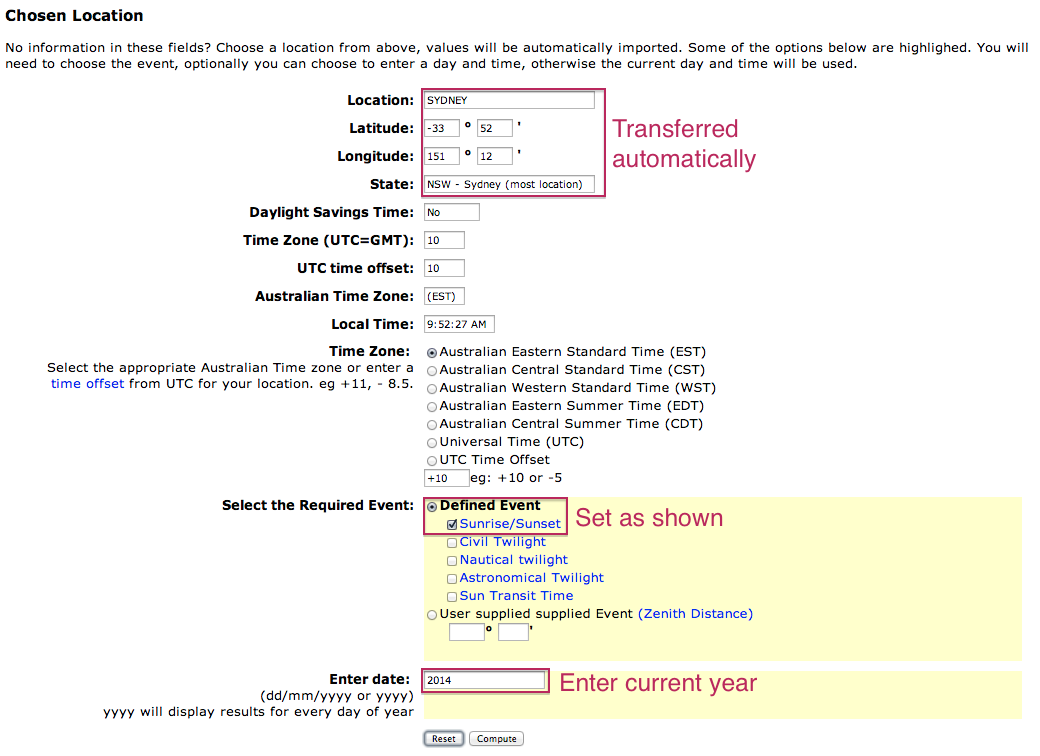 Chosen Location
No information in these fields? Choose a location from above, values will be automatically imported. Some of the options below are highlighed. You will
need to choose the event, optionally you can choose to enter a day and time, otherwise the current day and time will be used.
Location: SYDNEY
Latitude: -33 º 52 '
Longitude: 151 º 12 '
State: NSW - Sydney (most location)
Transferred
automatically
Daylight Savings Time: No
Time Zone (UTC=GMT): 10
UTC time offset: 10
Australian Time Zone: (EST)
Local Time: 9:52:27 AM
Time Zone:
Select the appropriate Australian Time zone or enter a
time offset from UTC for your location. eg +11, - 8.5.
Australian Eastern Standard Time (EST)
Australian Central Standard Time (CST)
Australian Western Standard Time (WST)
Australian Eastern Summer Time (EDT)
Australian Central Summer Time (CDT)
Universal Time (UTC)
UTC Time Offset
+10 eg: +10 or -5
Select the Required Event: Defined Event
Sunrise/Sunset
Set as shown
Civil Twilight
Nautical twilight
Astronomical Twilight
Sun Transit Time
User supplied supplied Event (Zenith Distance)
º '
Enter date: 2014
Enter current year
(dd/mm/yyyy or yyyy)
yyyy will display results for every day of year
Reset Compute